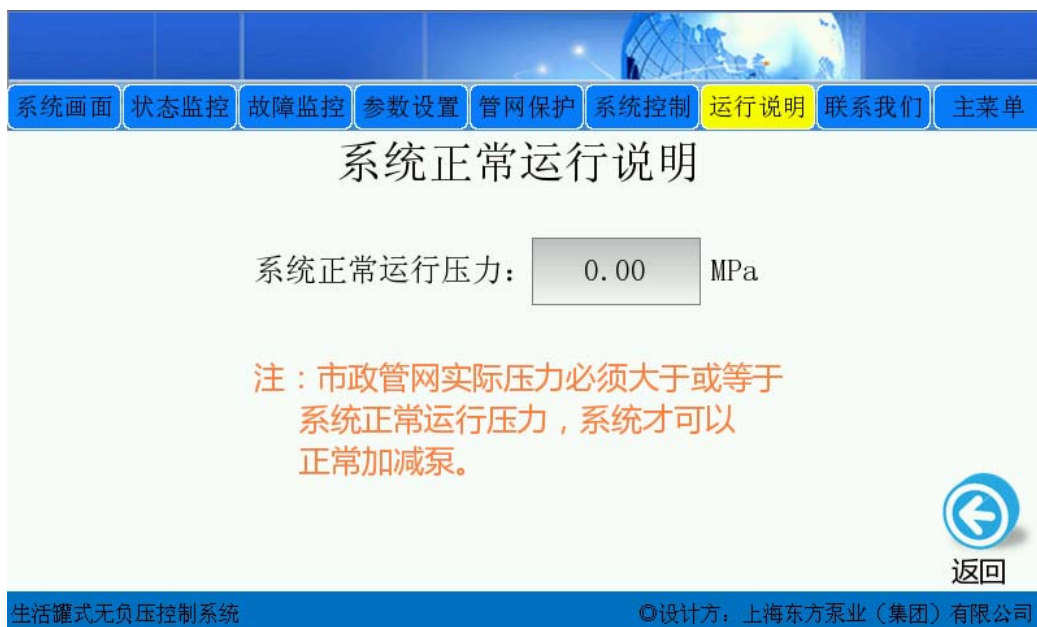 系统画面 状态监控 故障监控 参数设置 管网保护 系统控制 运行说明 联系我们 主菜单
系统正常运行说明
系统正常运行压力： 0.00 MPa
注：市政管网实际压力必须大于或等于
系统正常运行压力，系统才可以
正常加减泵。
返回
生活罐式无负压控制系统 ◎设计方：上海东方泵业（集团）有限公司